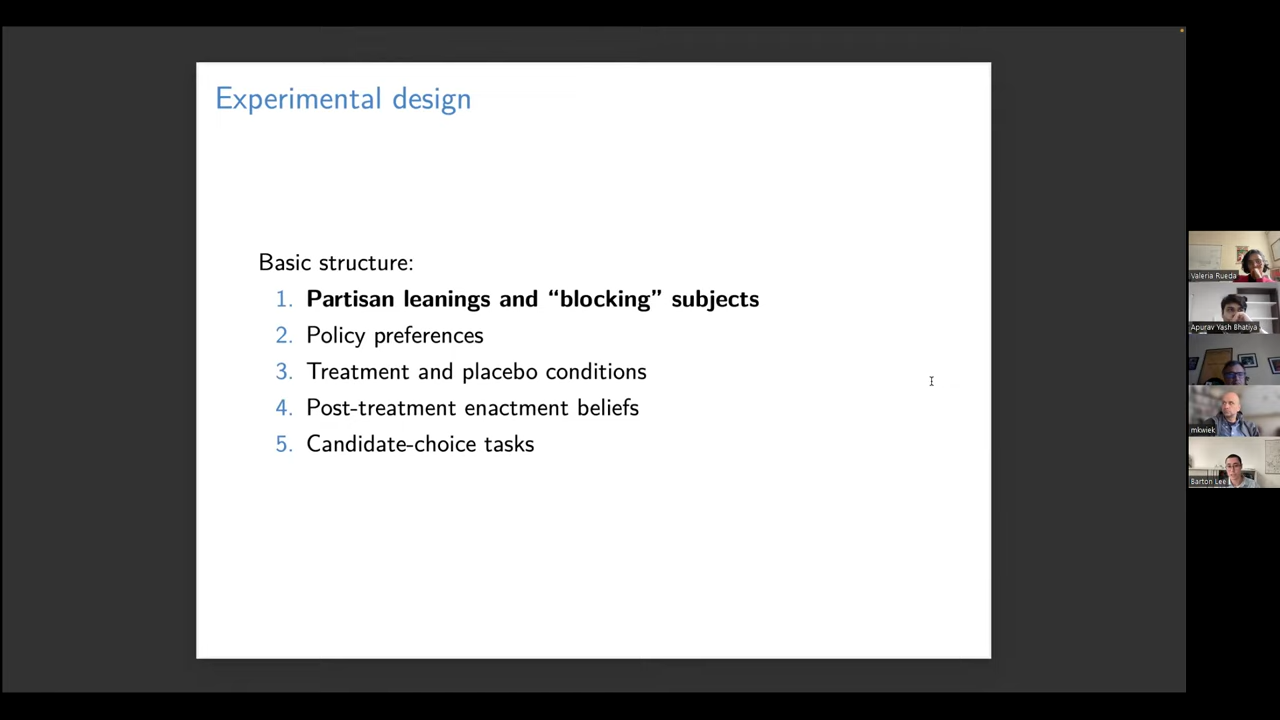 Experimental design
Basic structure:
1. Partisan leanings and “blocking” subjects
2. Policy preferences
3. Treatment and placebo conditions
4. Post-treatment enactment beliefs
5. Candidate-choice tasks
Valeria Rueda
Apurav Yash Bhatiya
mkwiek
Barton Lee